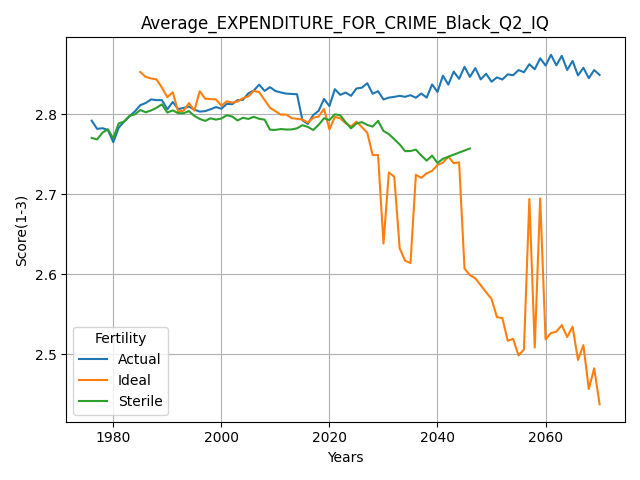 Average_EXPENDITURE_FOR_CRIME_Black_Q2_IQ
Score(1-3)
2.8
2.7
2.6
2.5
Fertility
Actual
Ideal
Sterile
1980 2000 2020 2040 2060
Years